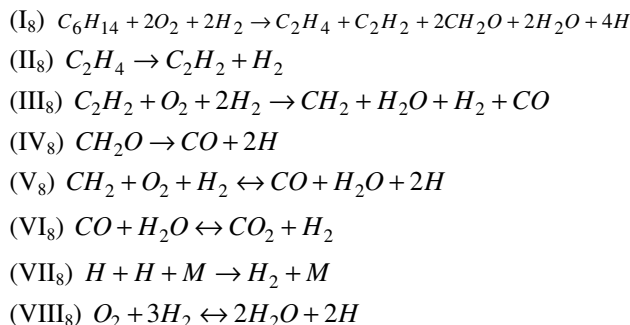 (I₈) C₆H₁₄ + 2O₂ + 2H₂ → C₂H₄ + C₂H₂ + 2CH₂O + 2H₂O + 4H
(II₈) C₂H₄ → C₂H₂ + H₂
(III₈) C₂H₂ + O₂ + 2H₂ → CH₂ + H₂O + H₂ + CO
(IV₈) CH₂O → CO + 2H
(V₈) CH₂ + O₂ + H₂ ↔ CO + H₂O + 2H
(VI₈) CO + H₂O ↔ CO₂ + H₂
(VII₈) H + H + M → H₂ + M
(VIII₈) O₂ + 3H₂ ↔ 2H₂O + 2H